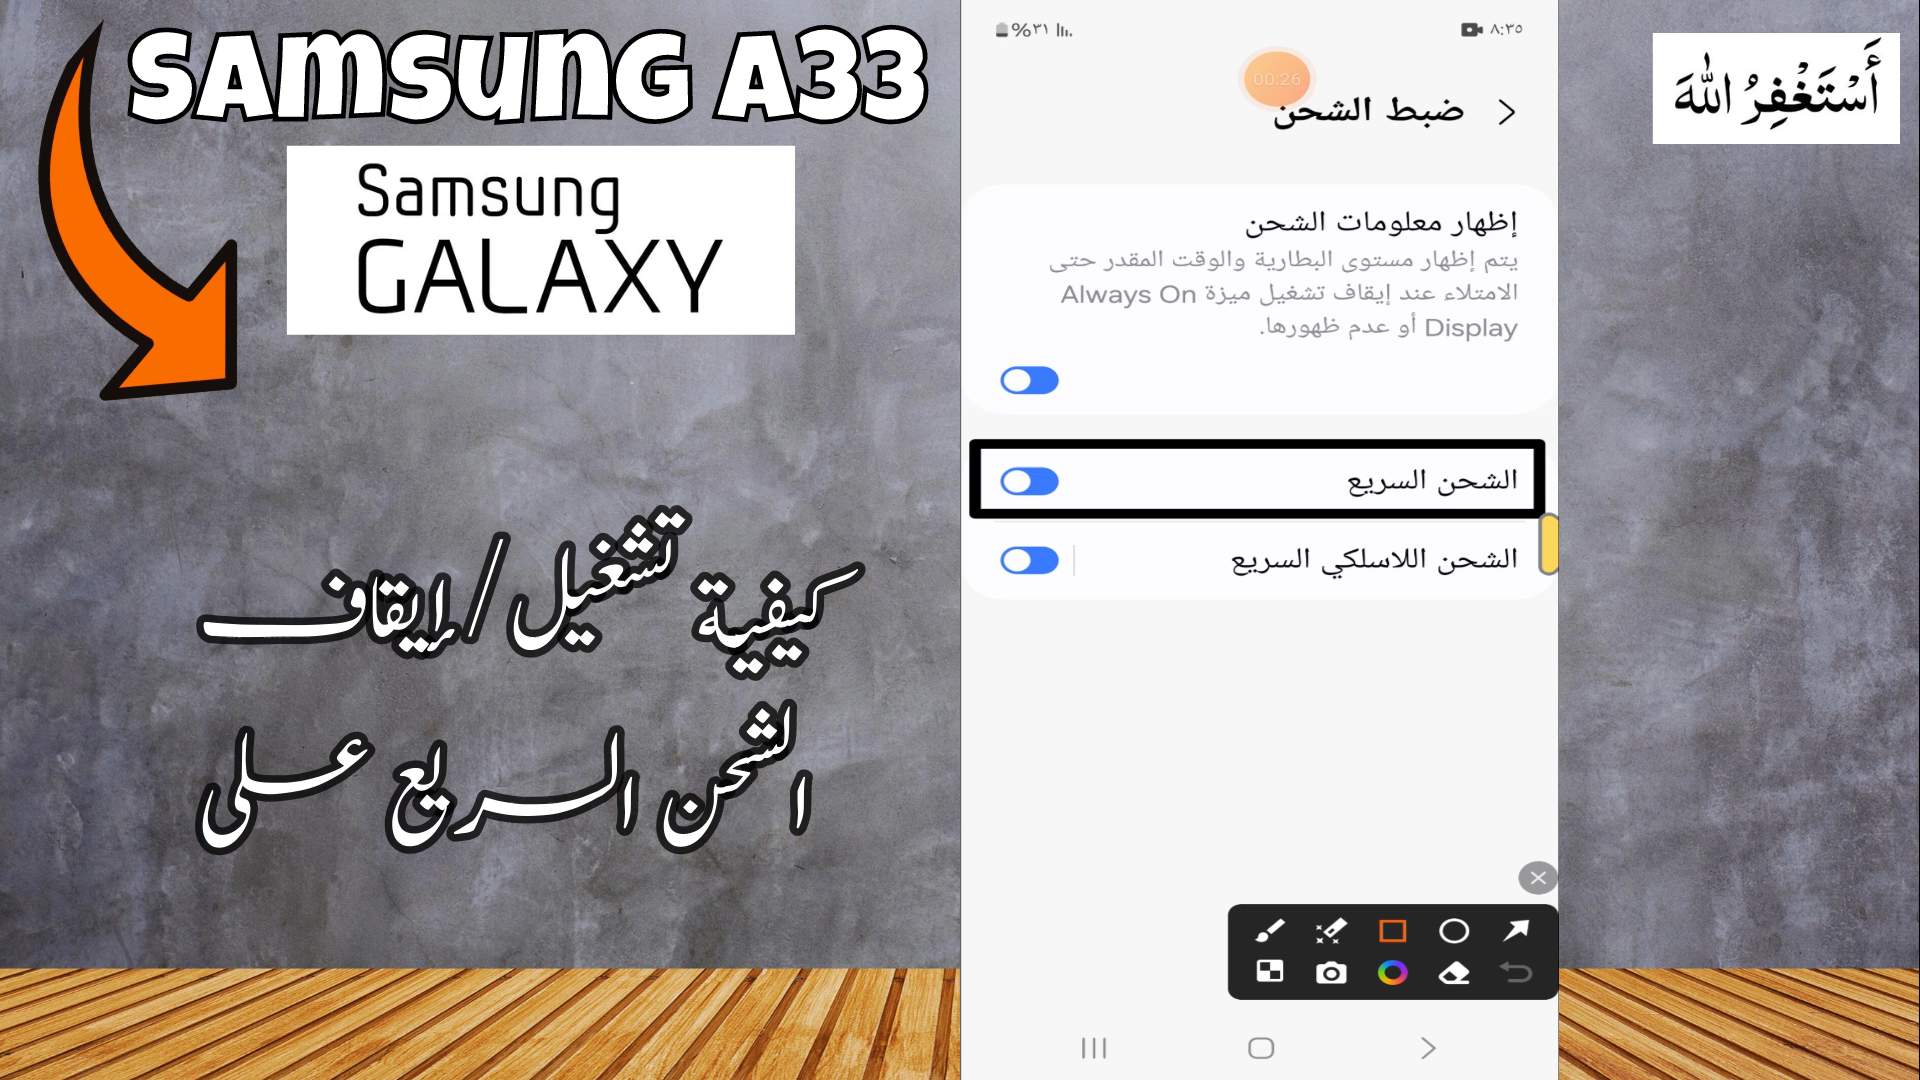 SAMSUNG A33
Samsung
GALAXY
كيفية تشغيل/إيقاف
الشحن السريع على
٨:٣٥
%٣١
00:26
ضبط الشحن
إظهار معلومات الشحن
يتم إظهار مستوى البطارية والوقت المقدر حتى
الامتلاء عند إيقاف تشغيل ميزة Always On
Display أو عدم ظهورها.
الشحن السريع
الشحن اللاسلكي السريع
أَسْتَغْفِرُ اللهَ